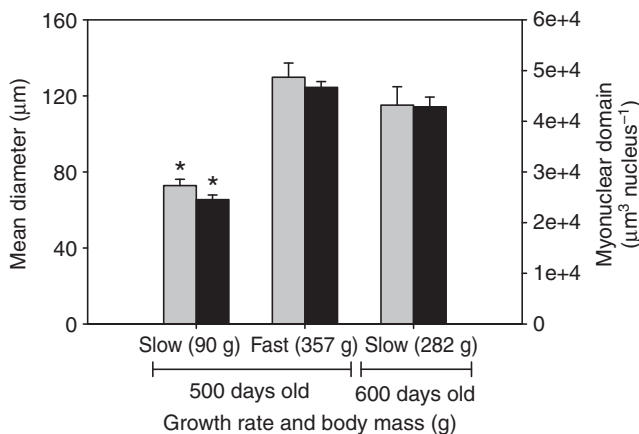 Mean diameter (μm)
160
120
80
40
0
* *
6e+4
5e+4
4e+4
3e+4
2e+4
1e+4
0
Myonuclear domain
(μm³ nucleus⁻¹)
Slow (90 g) Fast (357 g) Slow (282 g)
500 days old 600 days old
Growth rate and body mass (g)